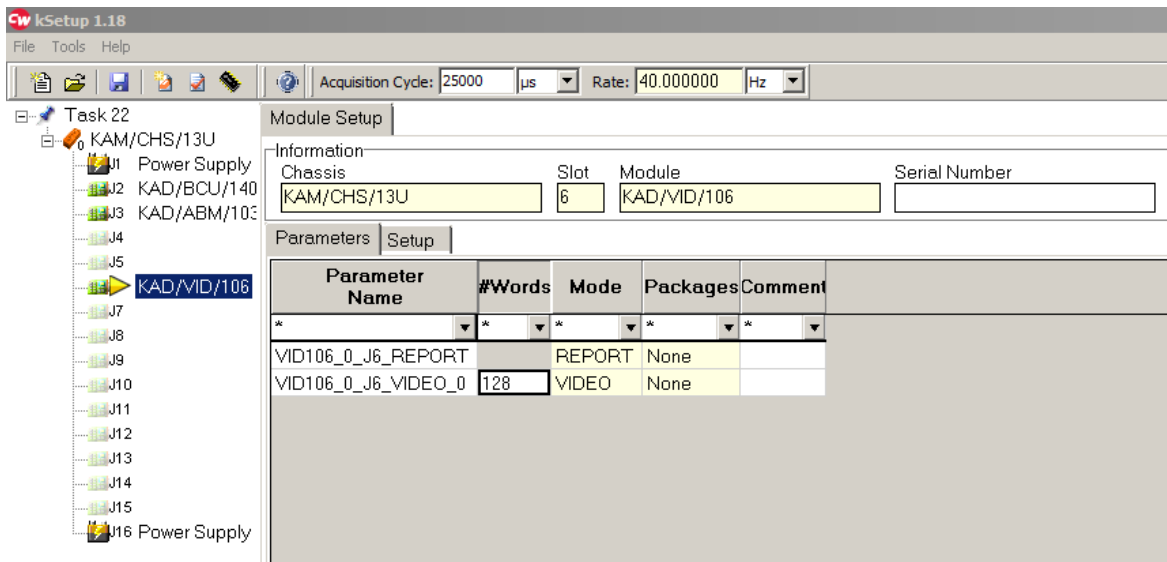 CW kSetup 1.18
File Tools Help
Acquisition Cycle: 25000 µs Rate: 40.000000 Hz
Task 22
0 KAM/CHS/13U
J1 Power Supply
J2 KAD/BCU/140
J3 KAD/ABM/103
J4
J5
KAD/VID/106
J7
J8
J9
J10
J11
J12
J13
J14
J15
J16 Power Supply
Module Setup
Information
Chassis Slot Module Serial Number
KAM/CHS/13U 6 KAD/VID/106
Parameters Setup
Parameter Name #Words Mode Packages Comment
* * * * *
VID106_0_J6_REPORT REPORT None
VID106_0_J6_VIDEO_0 128 VIDEO None